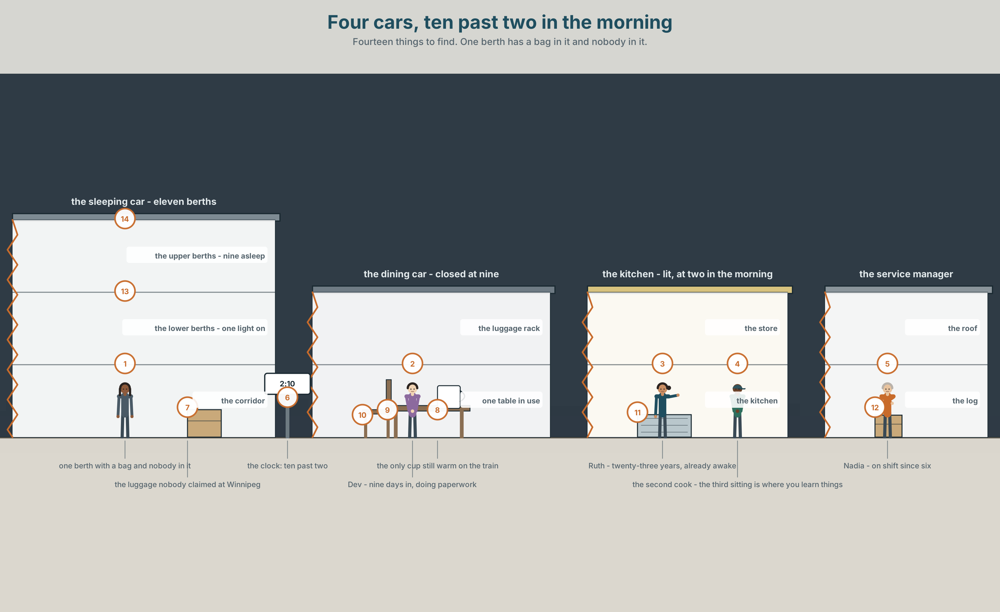 Four cars, ten past two in the morning
Fourteen things to find. One berth has a bag in it and nobody in it.
the sleeping car - eleven berths
14
the upper berths - nine asleep
13
the lower berths - one light on
1
7
the corridor
2:10
6
the dining car - closed at nine
the luggage rack
2
10
9
8
one table in use
the kitchen - lit, at two in the morning
the store
3
4
11
the kitchen
the service manager
the roof
5
12
the log
one berth with a bag and nobody in it
the clock: ten past two
the only cup still warm on the train
Ruth - twenty-three years, already awake
Nadia - on shift since six
the luggage nobody claimed at Winnipeg
Dev - nine days in, doing paperwork
the second cook - the third sitting is where you learn things